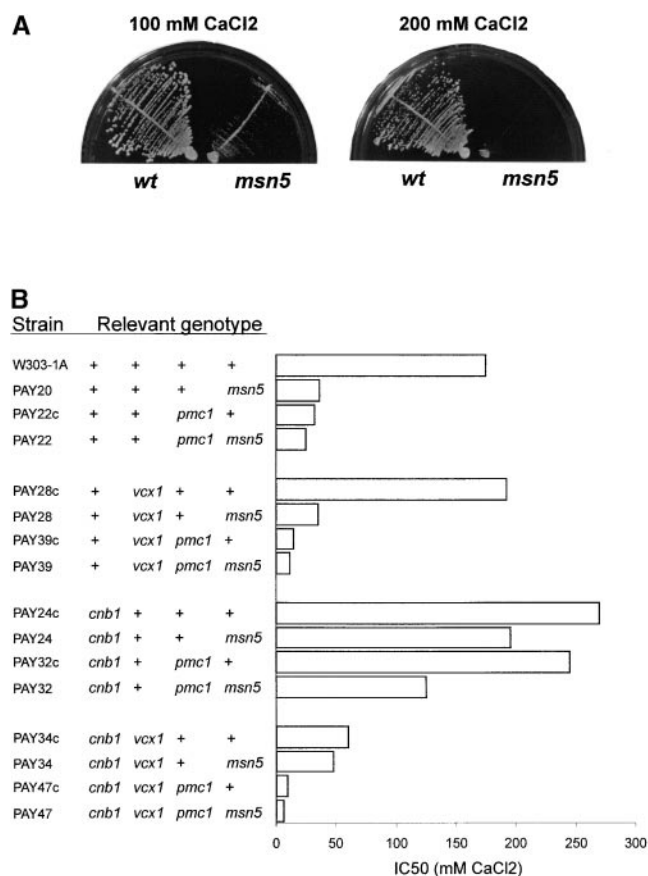 A
100 mM CaCl2
200 mM CaCl2
wt
msn5
wt
msn5
B
Strain Relevant genotype
W303-1A + + + +
PAY20 + + + msn5
PAY22c + + pmc1 +
PAY22 + + pmc1 msn5
PAY28c + vcx1 + +
PAY28 + vcx1 + msn5
PAY39c + vcx1 pmc1 +
PAY39 + vcx1 pmc1 msn5
PAY24c cnb1 + + +
PAY24 cnb1 + + msn5
PAY32c cnb1 + pmc1 +
PAY32 cnb1 + pmc1 msn5
PAY34c cnb1 vcx1 + +
PAY34 cnb1 vcx1 + msn5
PAY47c cnb1 vcx1 pmc1 +
PAY47 cnb1 vcx1 pmc1 msn5
0 50 100 150 200 250 300
IC50 (mM CaCl2)